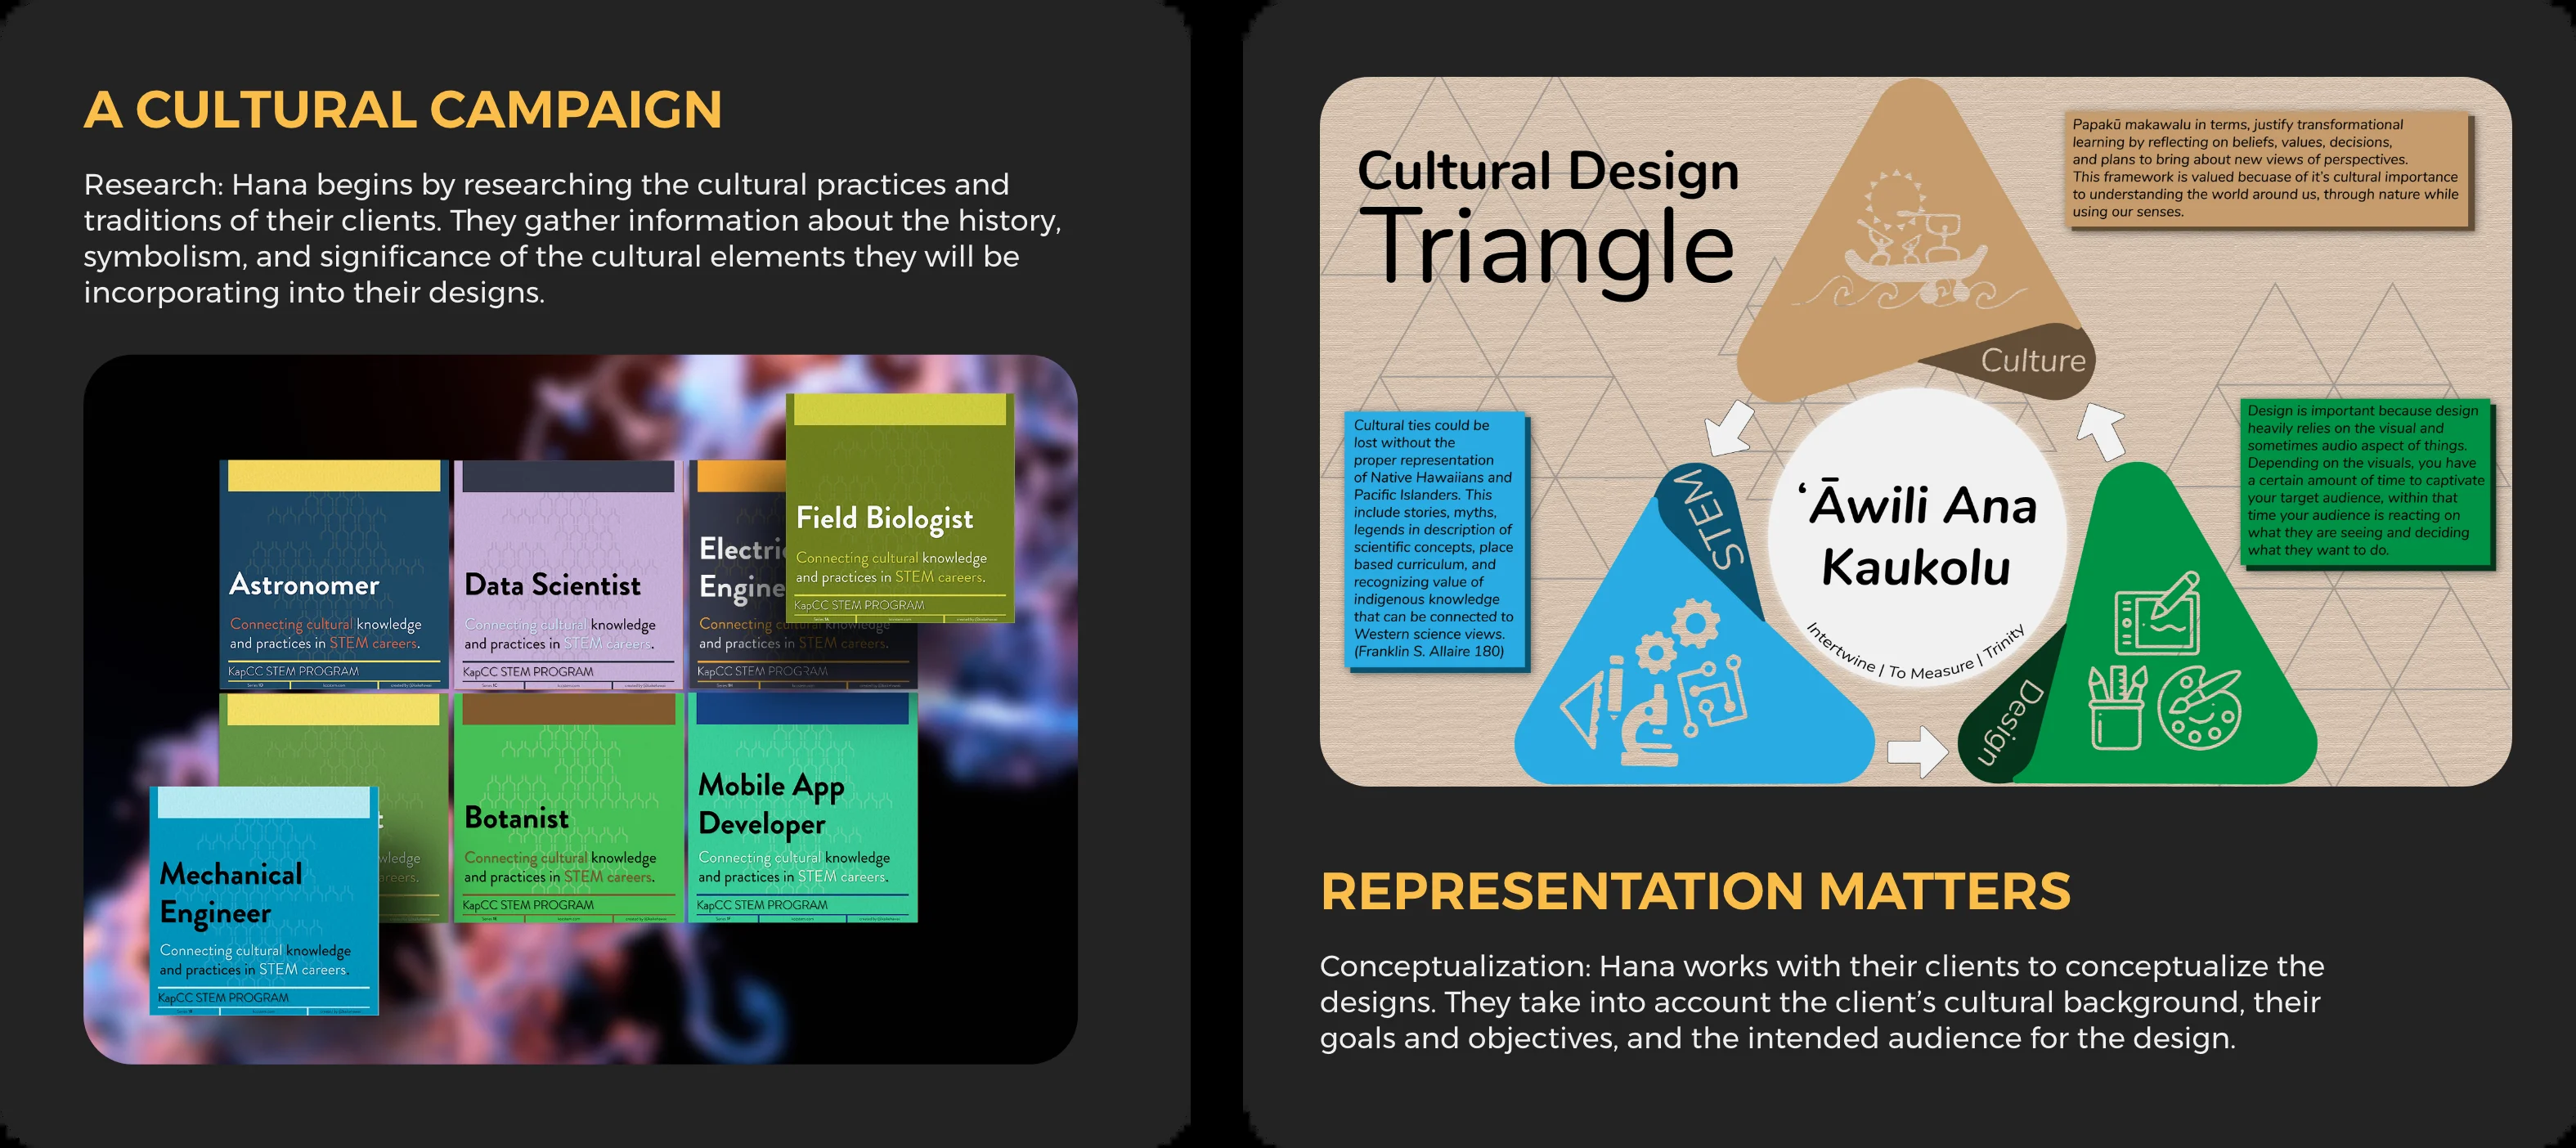 A CULTURAL CAMPAIGN
Research: Hana begins by researching the cultural practices and
traditions of their clients. They gather information about the history,
symbolism, and significance of the cultural elements they will be
incorporating into their designs.
Astronomer
Connecting cultural knowledge
and practices in STEM careers.
KapCC STEM PROGRAM
Data Scientist
Connecting cultural knowledge
and practices in STEM careers.
KapCC STEM PROGRAM
Electri
Engine
Connecting cultural knowledge
and practices in STEM careers.
KapCC STEM PROGRAM
Field Biologist
Connecting cultural knowledge
and practices in STEM careers.
KapCC STEM PROGRAM
t
wledge
areers.
Mechanical
Engineer
Connecting cultural knowledge
and practices in STEM careers.
KapCC STEM PROGRAM
Botanist
Connecting cultural knowledge
and practices in STEM careers.
KapCC STEM PROGRAM
Mobile App
Developer
Connecting cultural knowledge
and practices in STEM careers.
KapCC STEM PROGRAM
Cultural Design
Triangle
Papakū makawalu in terms, justify transformational
learning by reflecting on beliefs, values, decisions,
and plans to bring about new views of perspectives.
This framework is valued becuase of it's cultural importance
to understanding the world around us, through nature while
using our senses.
Culture
Cultural ties could be
lost without the
proper representation
of Native Hawaiians and
Pacific Islanders. This
include stories, myths,
legends in description of
scientific concepts, place
based curriculum, and
recognizing value of
indigenous knowledge
that can be connected to
Western science views.
(Franklin S. Allaire 180)
STEM
ʻĀwili Ana
Kaukolu
Intertwine | To Measure | Trinity
Design is important because design
heavily relies on the visual and
sometimes audio aspect of things.
Depending on the visuals, you have
a certain amount of time to captivate
your target audience, within that
time your audience is reacting on
what they are seeing and deciding
what they want to do.
Design
REPRESENTATION MATTERS
Conceptualization: Hana works with their clients to conceptualize the
designs. They take into account the client's cultural background, their
goals and objectives, and the intended audience for the design.